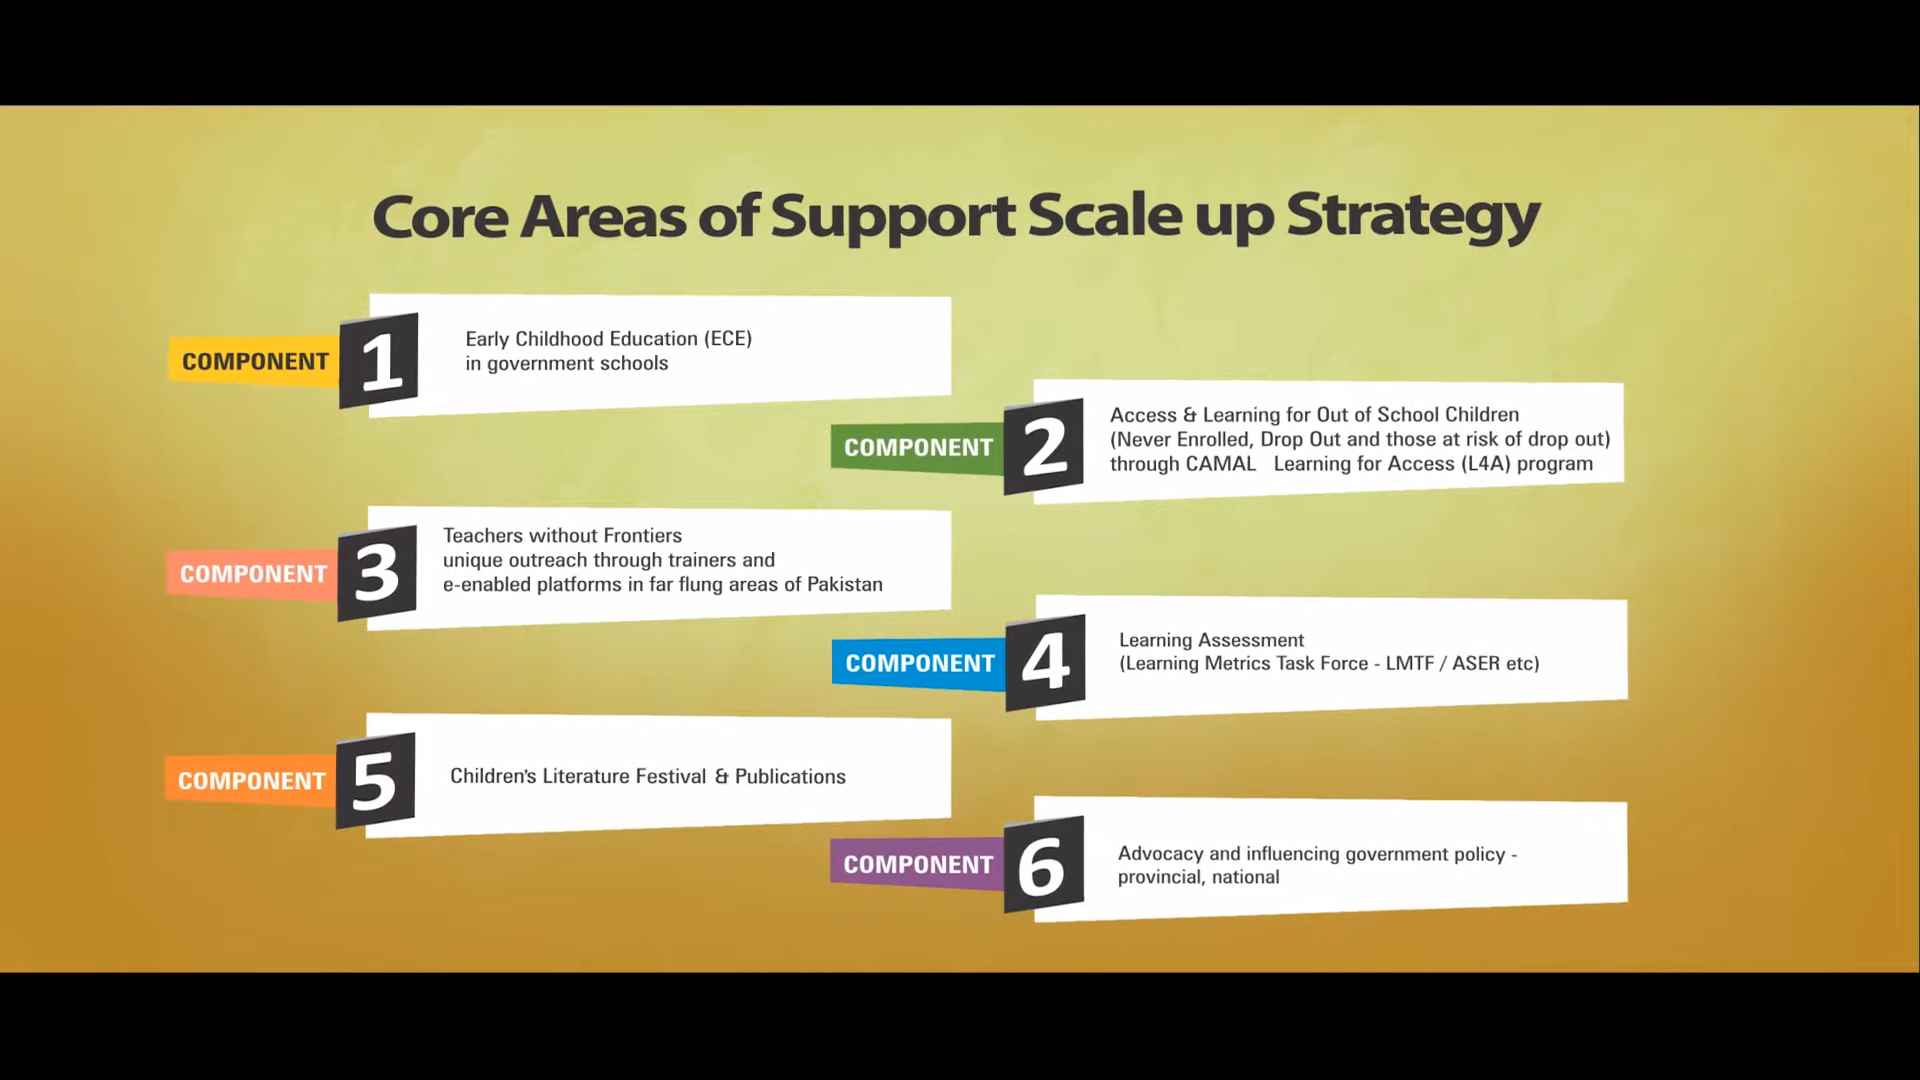 Core Areas of Support Scale up Strategy
COMPONENT 1
Early Childhood Education (ECE)
in government schools
COMPONENT 2
Access & Learning for Out of School Children
(Never Enrolled, Drop Out and those at risk of drop out)
through CAMAL Learning for Access (L4A) program
COMPONENT 3
Teachers without Frontiers
unique outreach through trainers and
e-enabled platforms in far flung areas of Pakistan
COMPONENT 4
Learning Assessment
(Learning Metrics Task Force - LMTF / ASER etc)
COMPONENT 5
Children's Literature Festival & Publications
COMPONENT 6
Advocacy and influencing government policy -
provincial, national